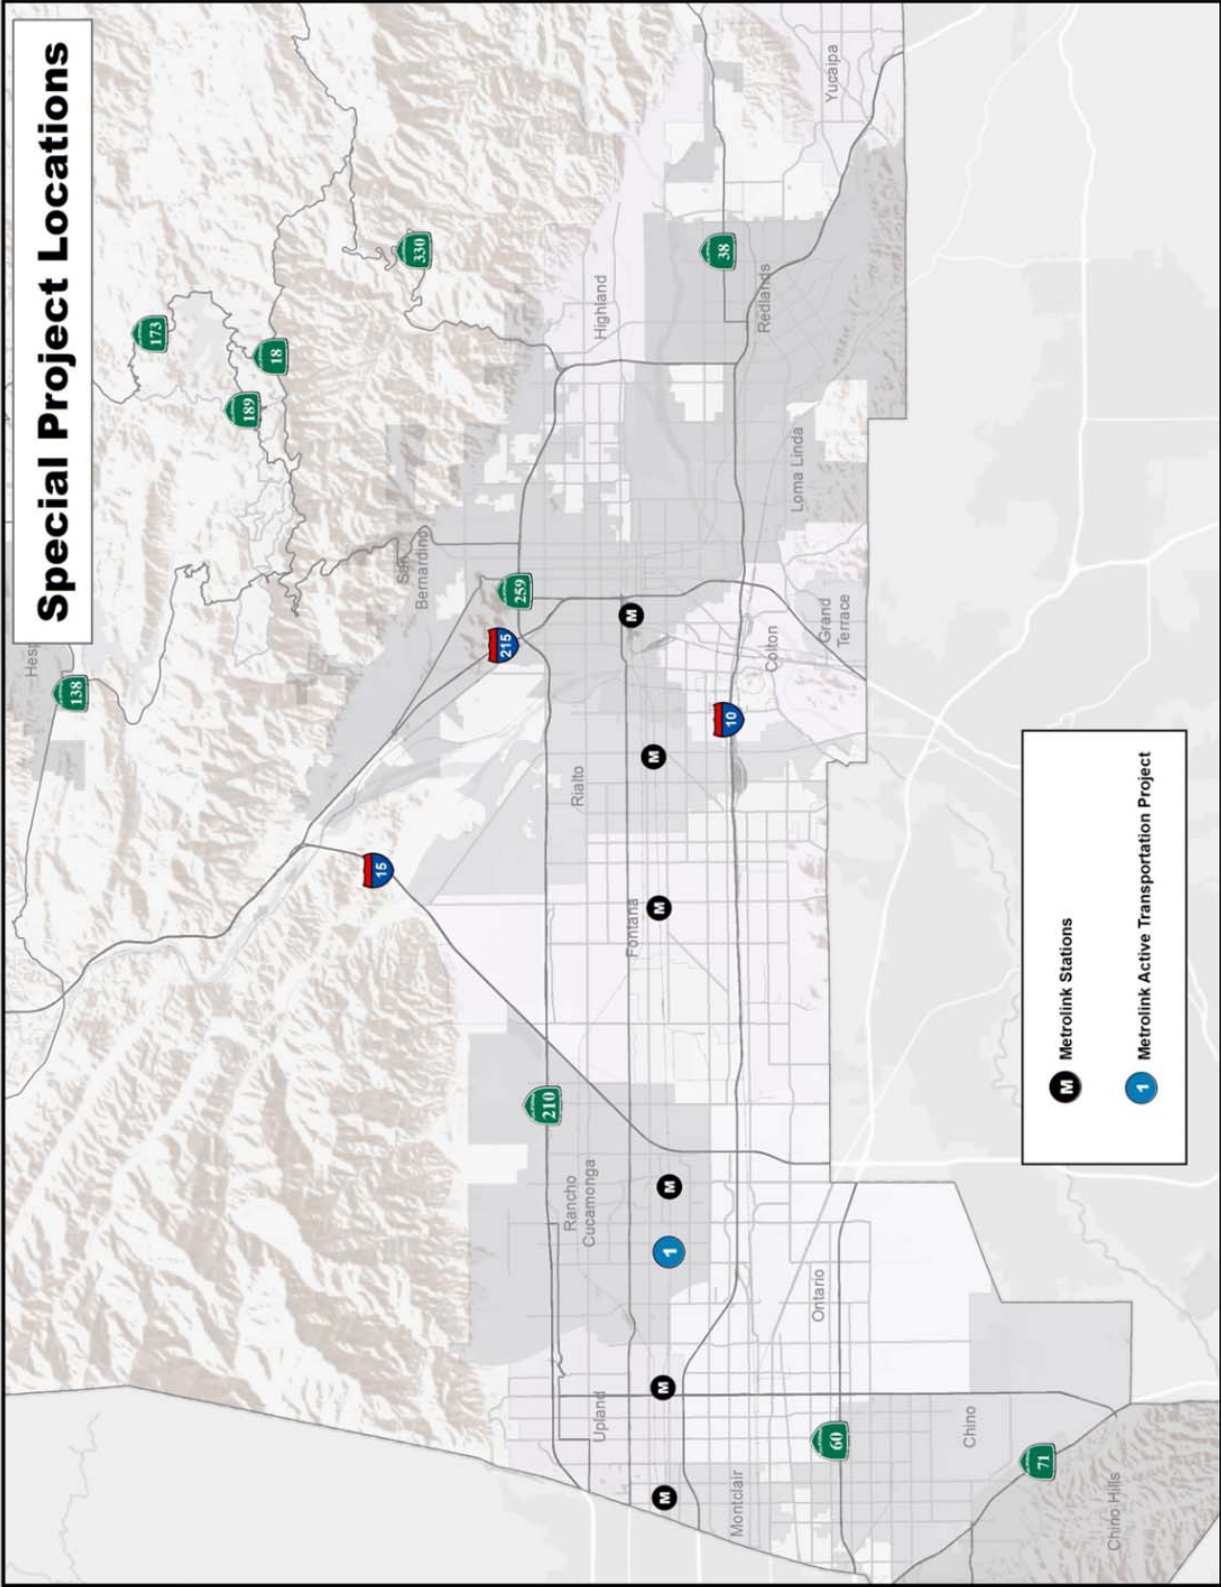 Special Project Locations
Hesp
138
173
18
189
330
San
Bernardino
259
215
15
Highland
38
Yucaipa
Redlands
Loma Linda
Grand
Terrace
Colton
10
M
M
Rialto
M
Fontana
210
Rancho
Cucamonga
M
1
Ontario
M
Upland
M
Montclair
60
Chino
71
Chino Hills
M Metrolink Stations
1 Metrolink Active Transportation Project